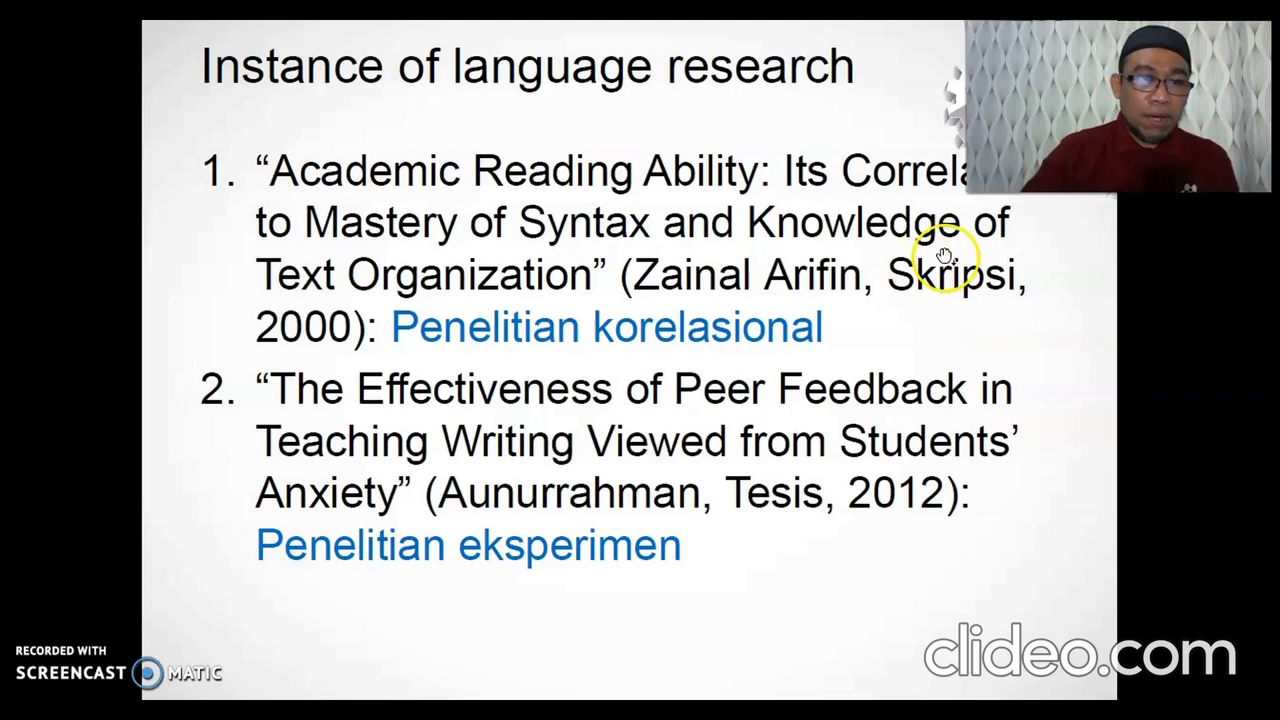 Instance of language research
1. “Academic Reading Ability: Its
to Mastery of Syntax and Knowledge of
Text Organization” (Zainal Arifin, Skripsi,
2000): Penelitian korelasional
2. “The Effectiveness of Peer Feedback in
Teaching Writing Viewed from Students’
Anxiety” (Aunurrahman, Tesis, 2012):
Penelitian eksperimen
RECORDED WITH
SCREENCAST MATIC
clideo.com